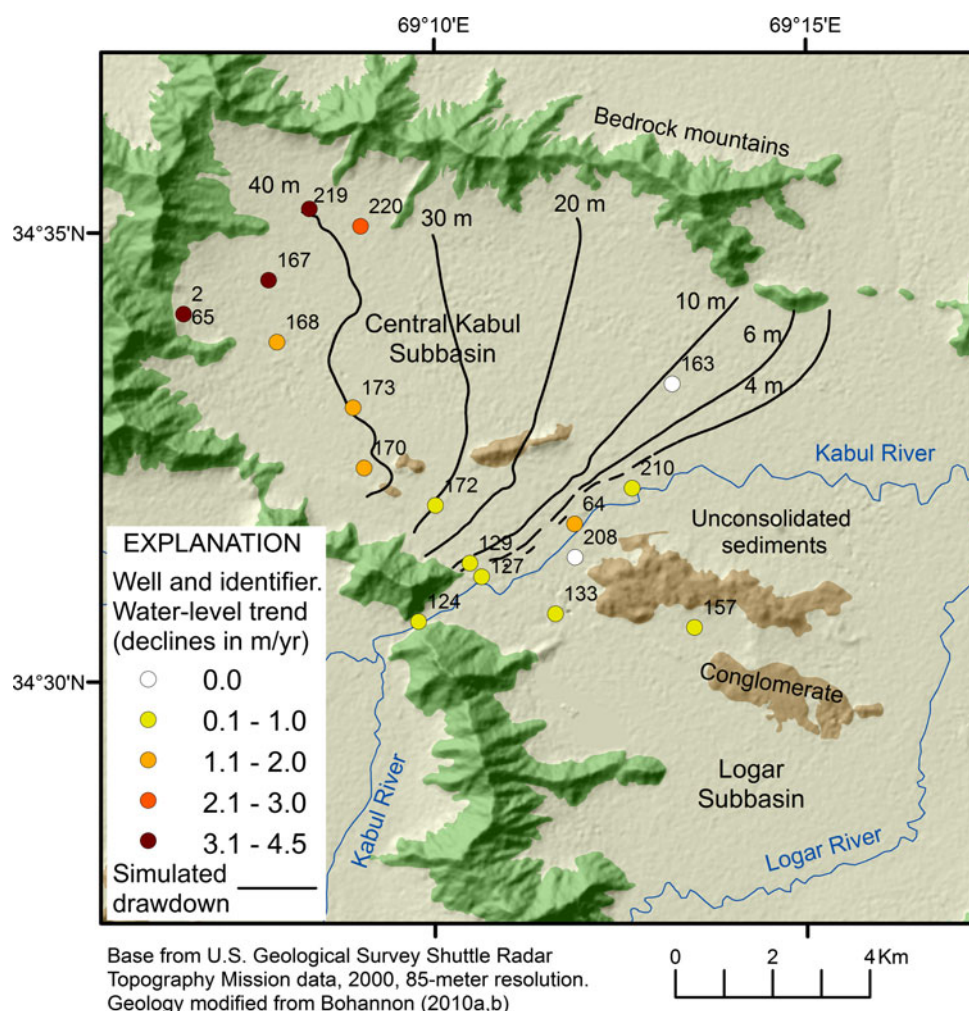 69°10'E
69°15'E
Bedrock mountains
40 m
219
220
30 m
20 m
34°35'N
167
10 m
2
65
Central Kabul
Subbasin
6 m
168
163
4 m
173
170
Kabul River
210
172
64
Unconsolidated
sediments
129
208
127
124
133
157
34°30'N
Conglomerate
Logar
Subbasin
Kabul River
Logar River
EXPLANATION
Well and identifier.
Water-level trend
(declines in m/yr)
0.0
0.1 - 1.0
1.1 - 2.0
2.1 - 3.0
3.1 - 4.5
Simulated
drawdown
Base from U.S. Geological Survey Shuttle Radar
Topography Mission data, 2000, 85-meter resolution.
Geology modified from Bohannon (2010a,b)
0 2 4 Km